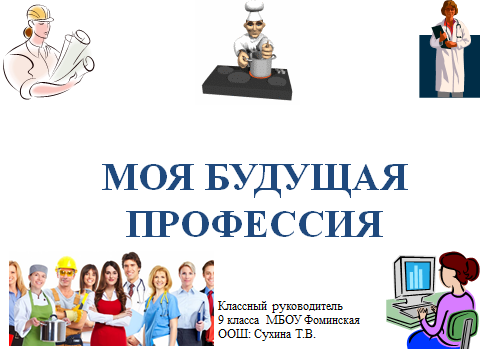 МОЯ БУДУЩАЯ
ПРОФЕССИЯ
Классный руководитель
9 класса МБОУ Фоминская
ООШ: Сухина Т.В.